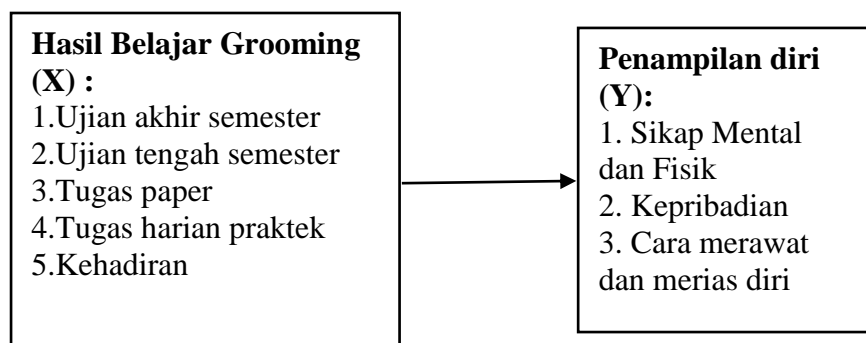 Hasil Belajar Grooming
(X) :
1.Ujian akhir semester
2.Ujian tengah semester
3.Tugas paper
4.Tugas harian praktek
5.Kehadiran
Penampilan diri
(Y):
1. Sikap Mental
dan Fisik
2. Kepribadian
3. Cara merawat
dan merias diri